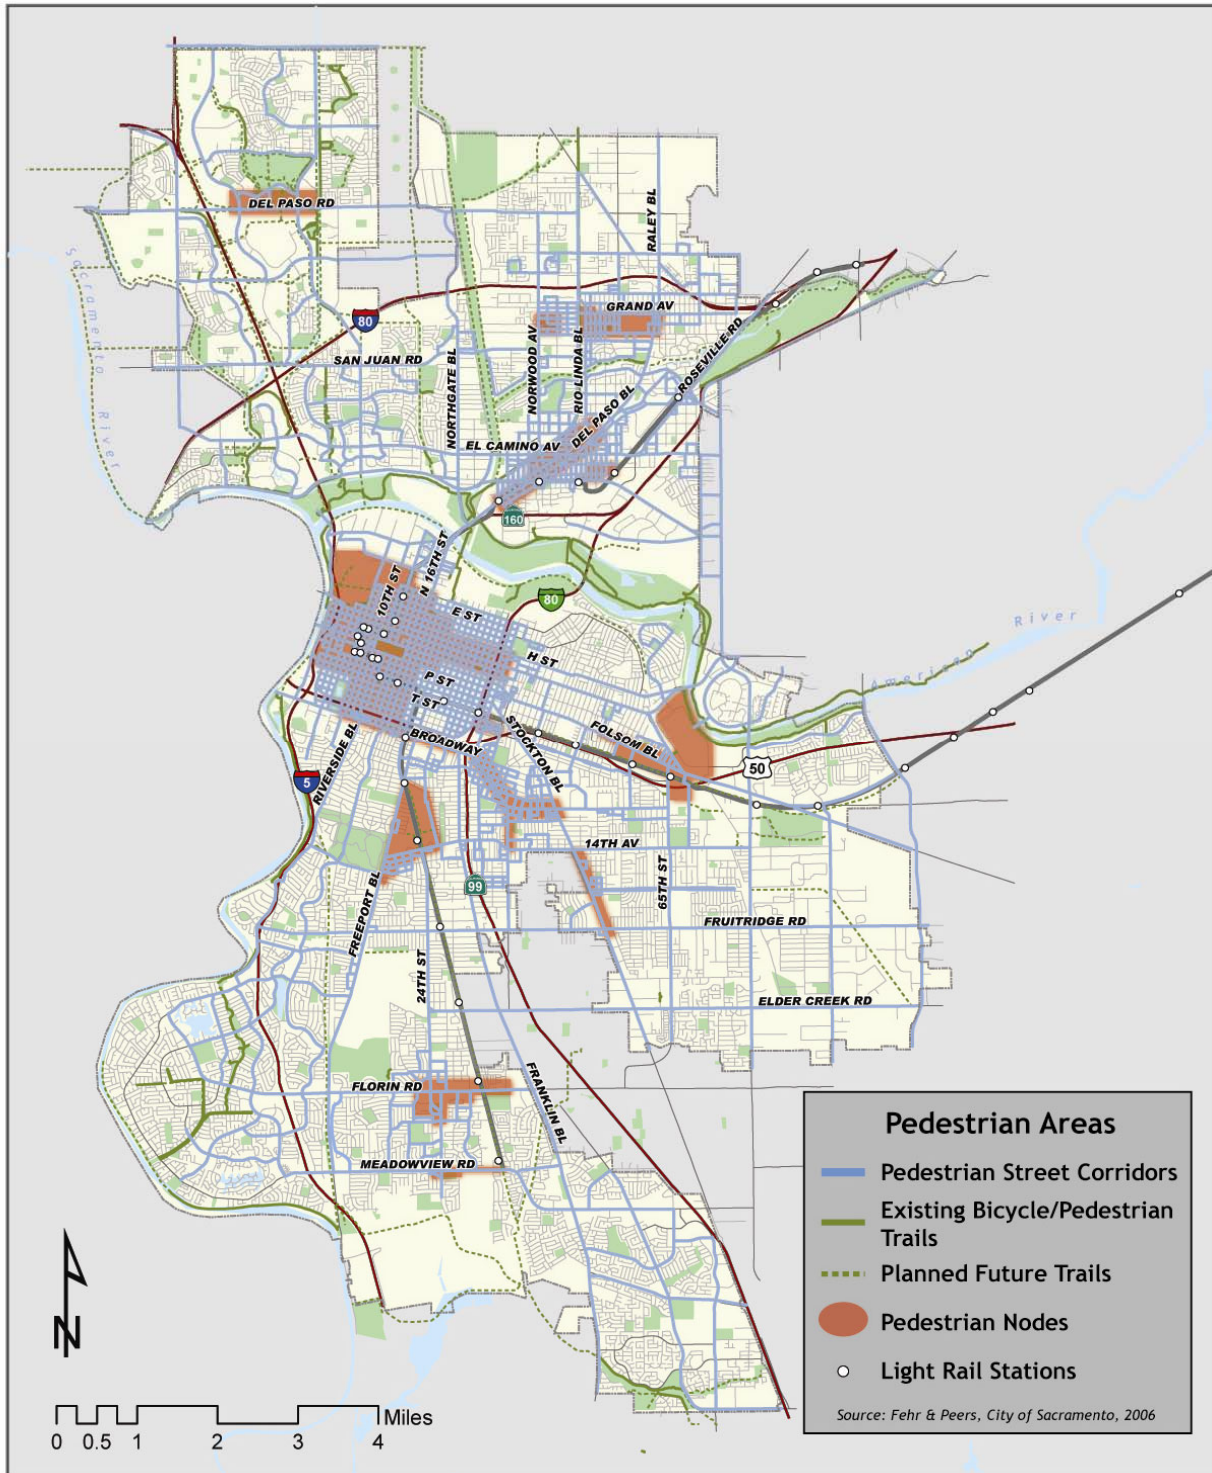 DEL PASO RD
RALEY BL
Sacramento River
80
GRAND AV
SAN JUAN RD
NORTHGATE BL
NORWOOD AV
RIO LINDA BL
ROSEVILLE RD
DEL PASO BL
EL CAMINO AV
160
N 16TH ST
10TH ST
80
E ST
H ST
American River
P ST
T ST
BROADWAY
STOCKTON BL
FOLSOM BL
50
5
RIVERSIDE BL
14TH AV
65TH ST
99
FREEPORT BL
FRUITRIDGE RD
24TH ST
ELDER CREEK RD
FLORIN RD
FRANKLIN BL
MEADOWVIEW RD
Pedestrian Areas
Pedestrian Street Corridors
Existing Bicycle/Pedestrian
Trails
Planned Future Trails
Pedestrian Nodes
Light Rail Stations
Source: Fehr & Peers, City of Sacramento, 2006
N
Miles
0 0.5 1 2 3 4